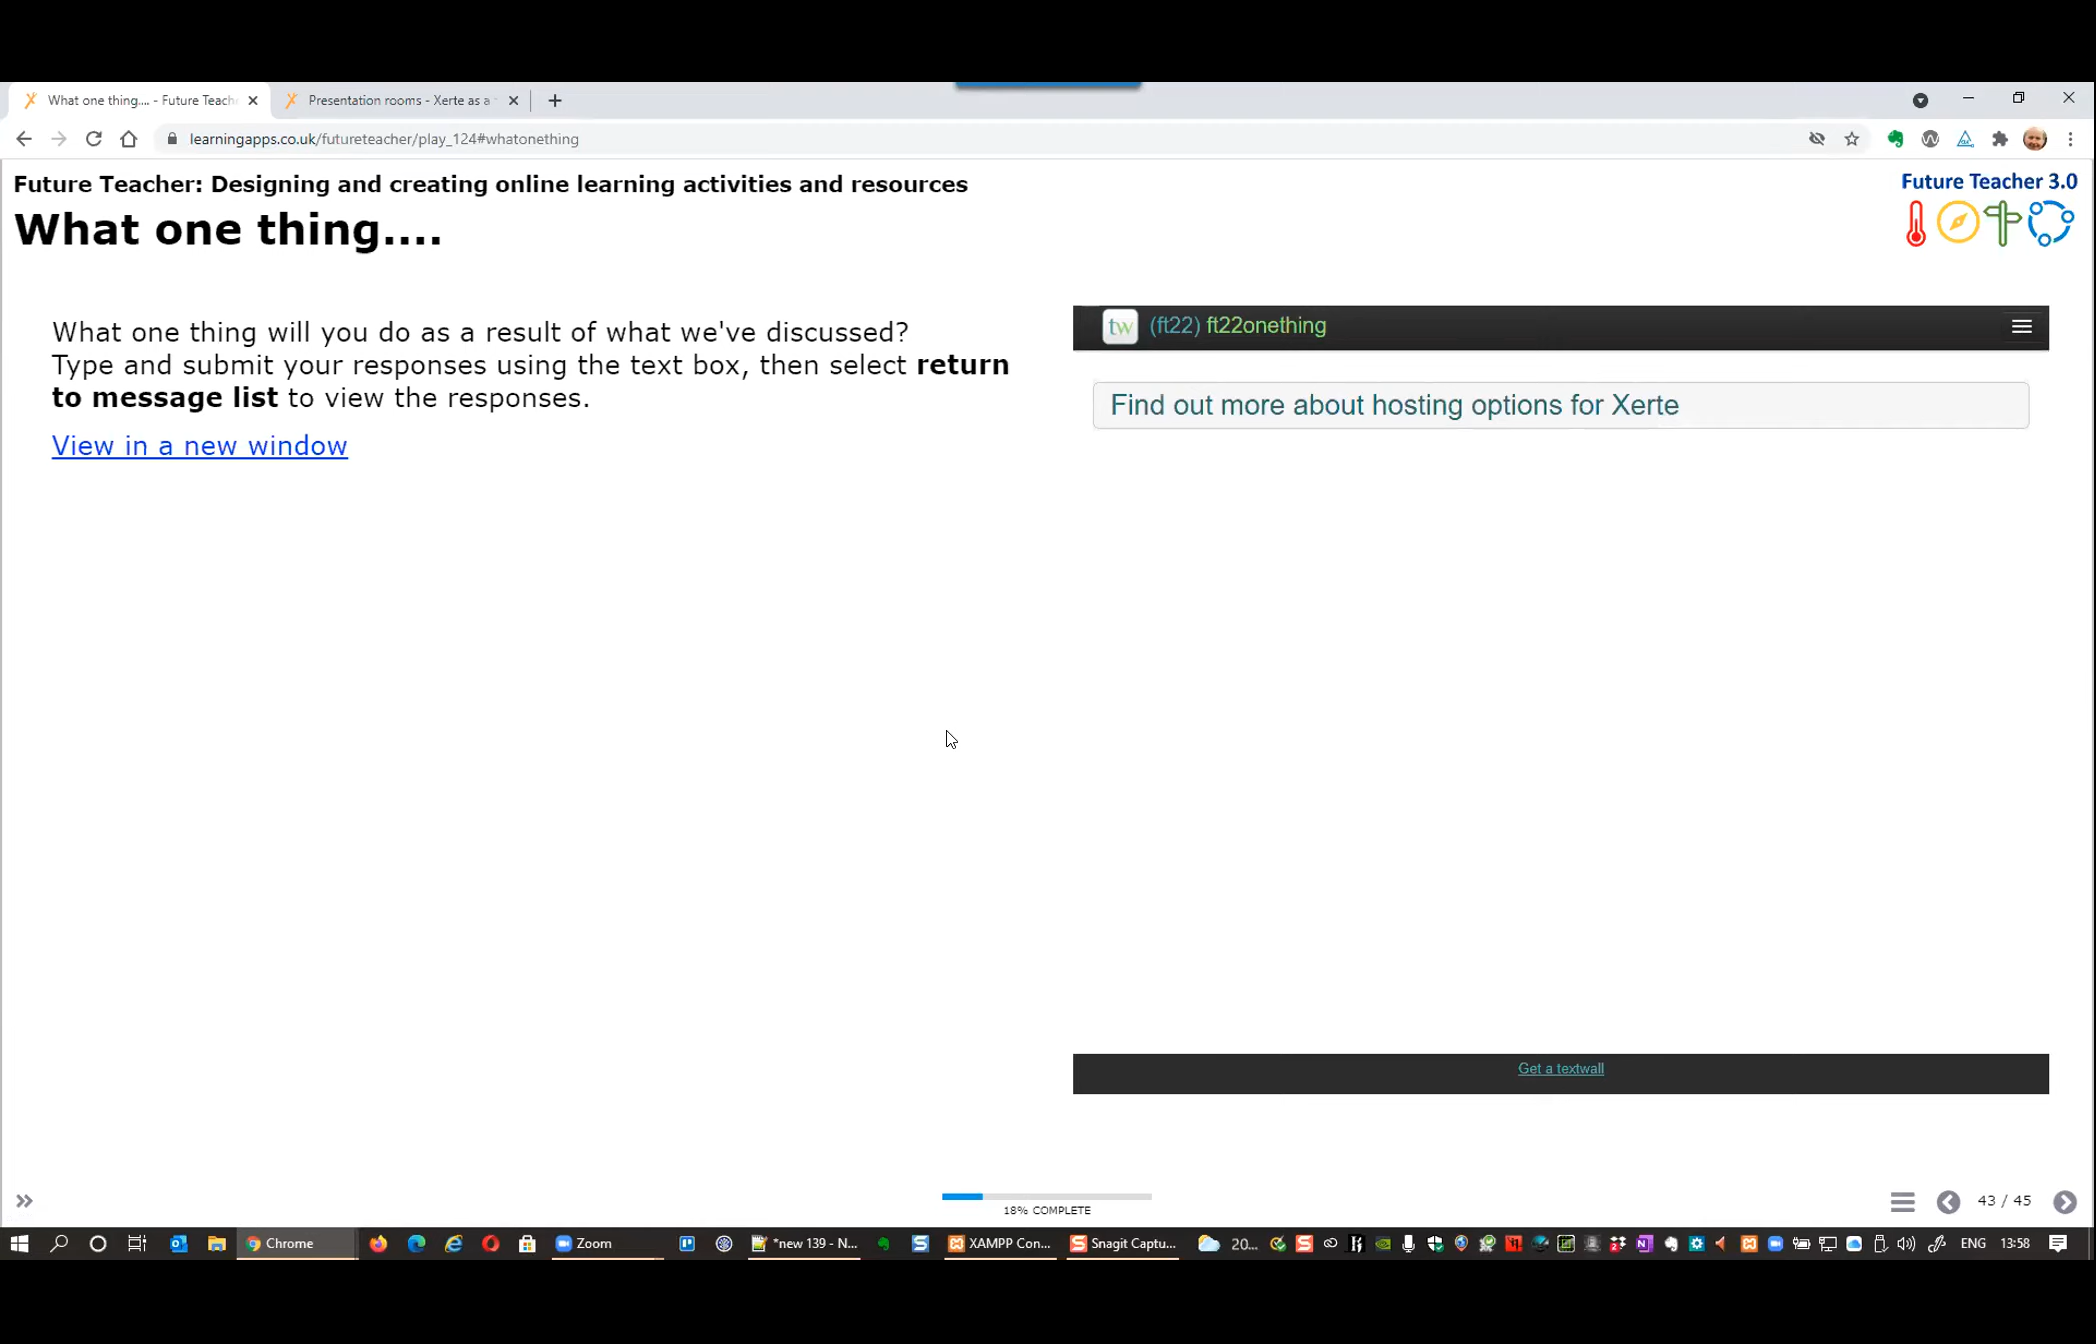 What one thing.... - Future Teach
Presentation rooms - Xerte as a
learningapps.co.uk/futureteacher/play_124#whatonething
Future Teacher: Designing and creating online learning activities and resources
Future Teacher 3.0
What one thing....
What one thing will you do as a result of what we've discussed?
Type and submit your responses using the text box, then select return
to message list to view the responses.
View in a new window
tw (ft22) ft22onething
Find out more about hosting options for Xerte
Get a textwall
18% COMPLETE
43 / 45
Chrome
Zoom
*new 139 - N...
XAMPP Con...
Snagit Captu...
20...
ENG
13:58